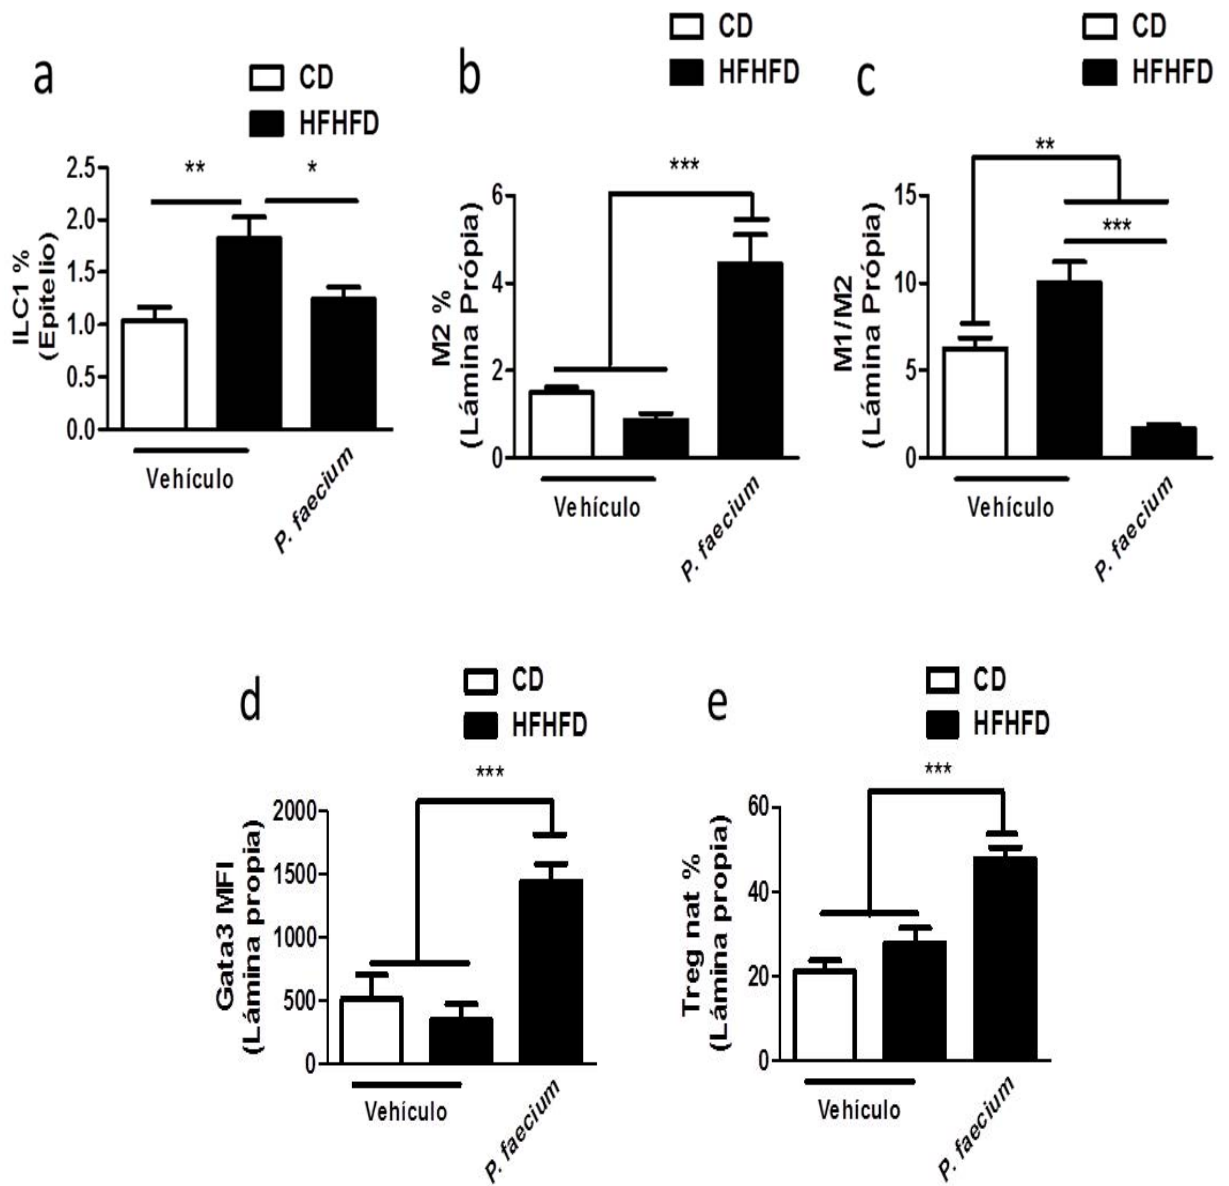 a
CD
HFHFD
ILC1 %
(Epitelio)
2.5
2.0
1.5
1.0
0.5
0.0
**
*
Vehículo
P. faecium
b
CD
HFHFD
M2 %
(Lámina Própia)
6
4
2
0
***
Vehículo
P. faecium
c
CD
HFHFD
M1/M2
(Lámina Própia)
15
10
5
0
**
***
Vehículo
P. faecium
d
CD
HFHFD
Gata3 MFI
(Lámina propia)
2000
1500
1000
500
0
***
Vehículo
P. faecium
e
CD
HFHFD
Treg nat %
(Lámina propia)
60
40
20
0
***
Vehículo
P. faecium